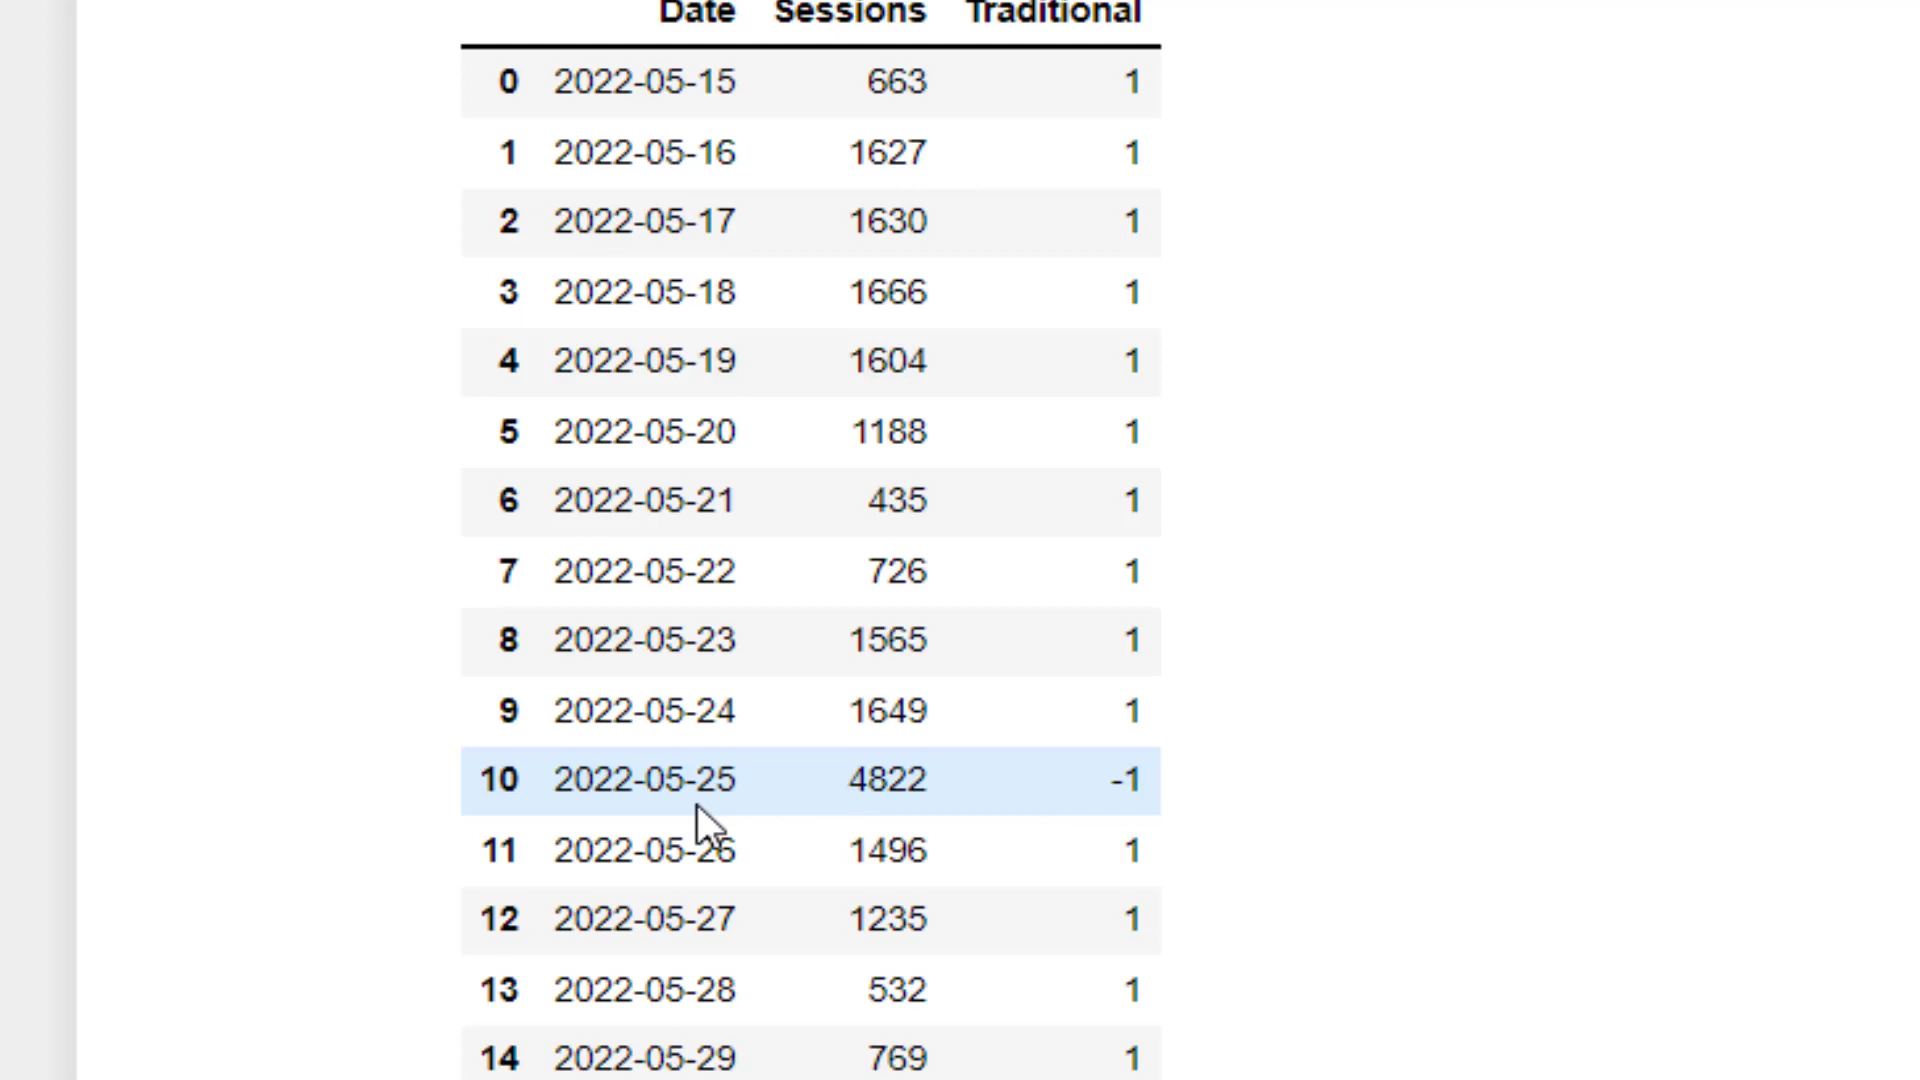 Date Sessions Traditional
0 2022-05-15 663 1
1 2022-05-16 1627 1
2 2022-05-17 1630 1
3 2022-05-18 1666 1
4 2022-05-19 1604 1
5 2022-05-20 1188 1
6 2022-05-21 435 1
7 2022-05-22 726 1
8 2022-05-23 1565 1
9 2022-05-24 1649 1
10 2022-05-25 4822 -1
11 2022-05-26 1496 1
12 2022-05-27 1235 1
13 2022-05-28 532 1
14 2022-05-29 769 1